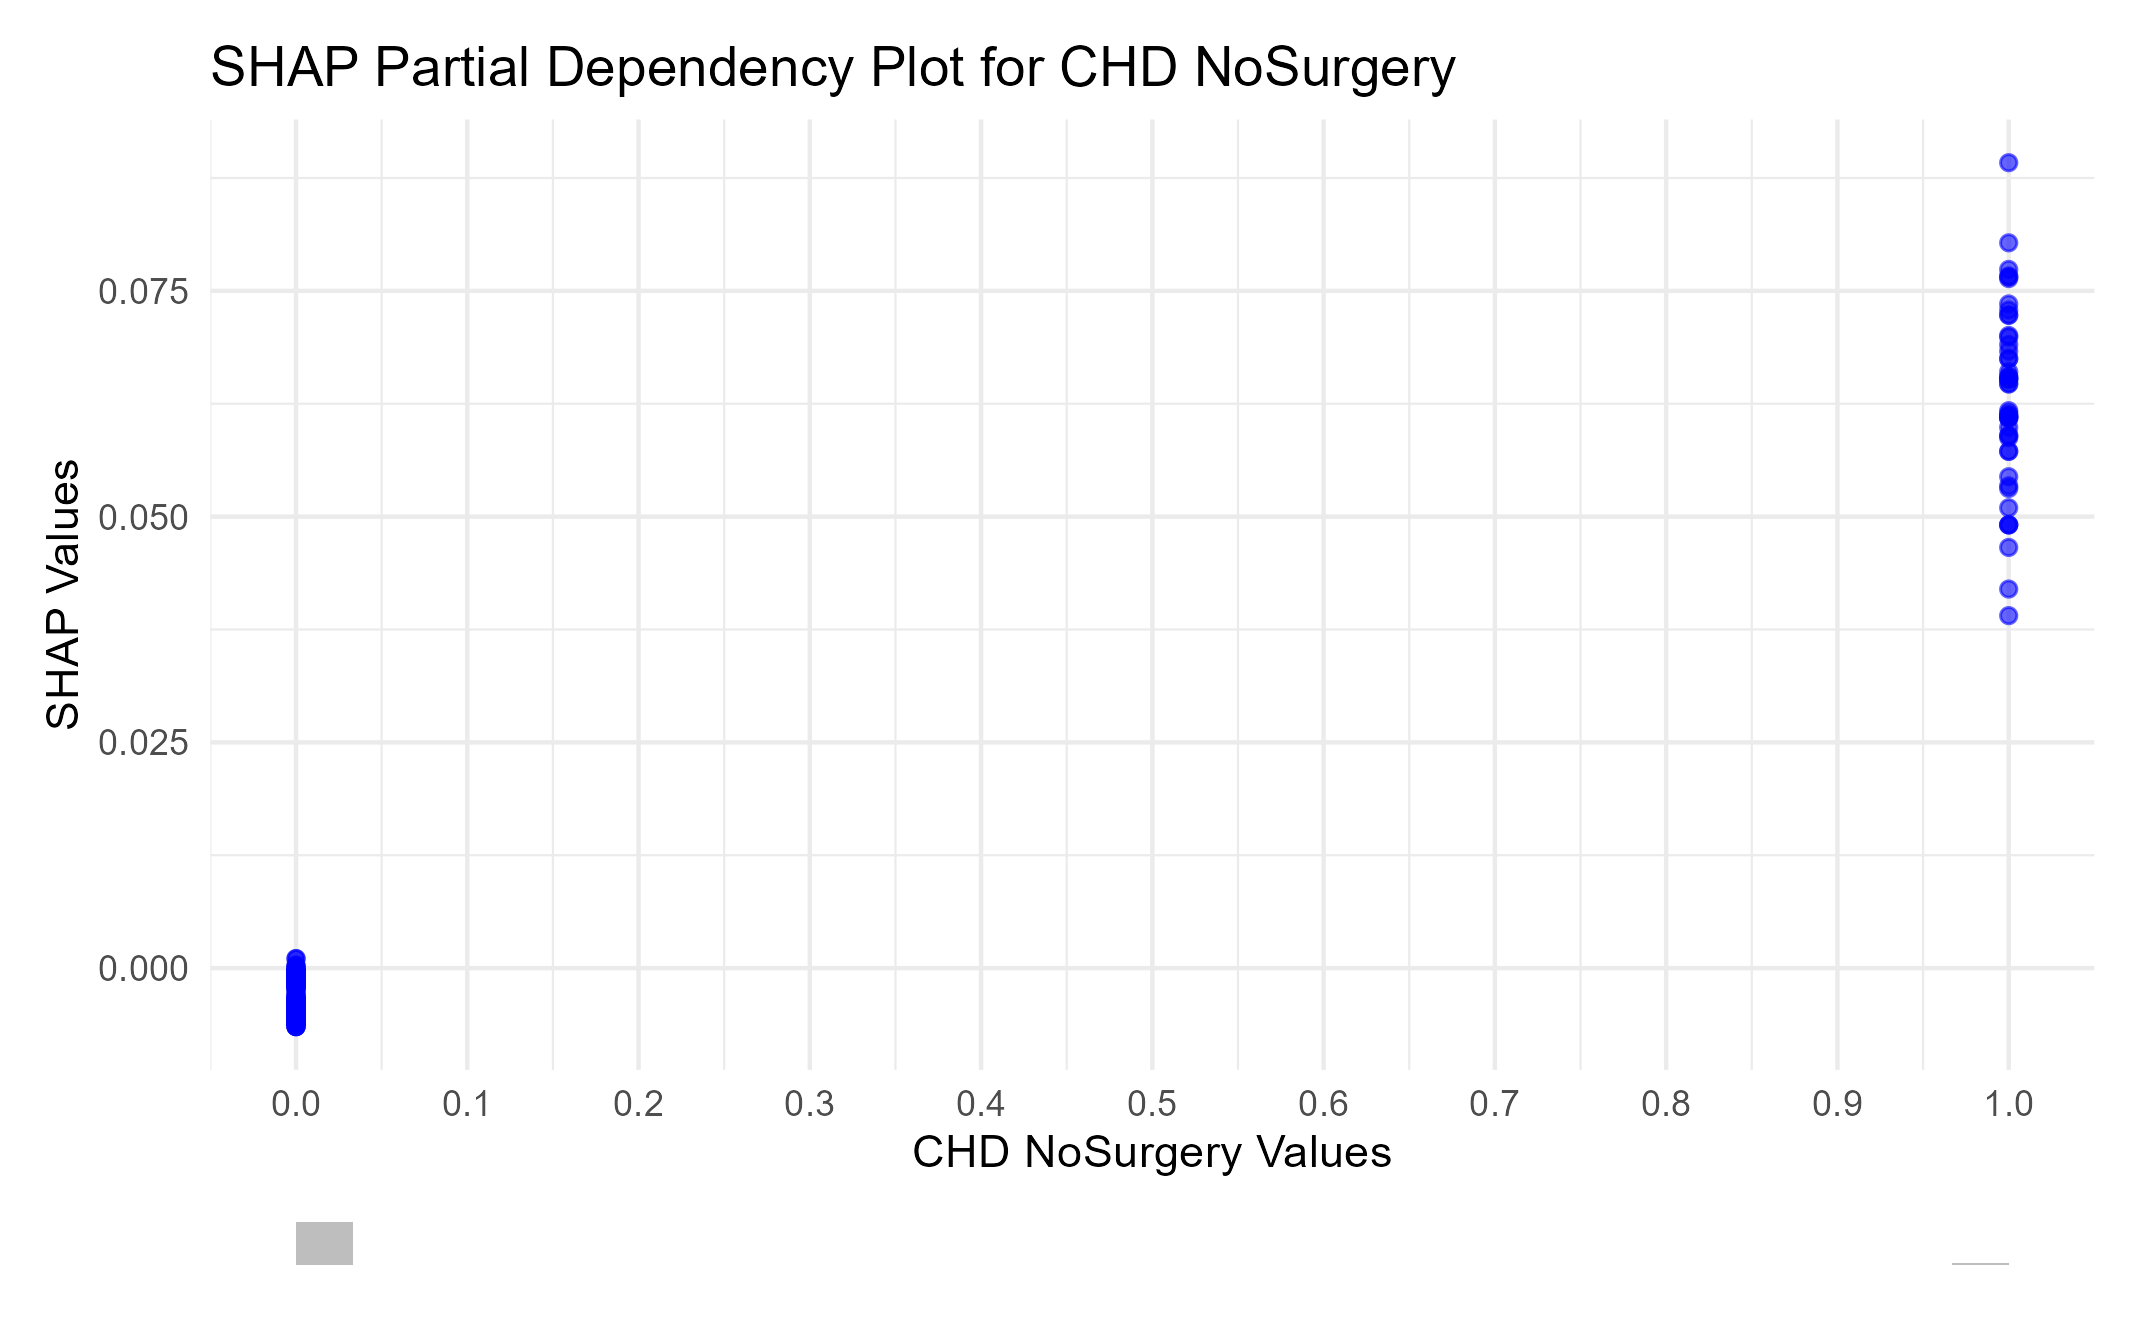 SHAP Partial Dependency Plot for CHD NoSurgery
SHAP Values
0.075
0.050
0.025
0.000
0.0 0.1 0.2 0.3 0.4 0.5 0.6 0.7 0.8 0.9 1.0
CHD NoSurgery Values